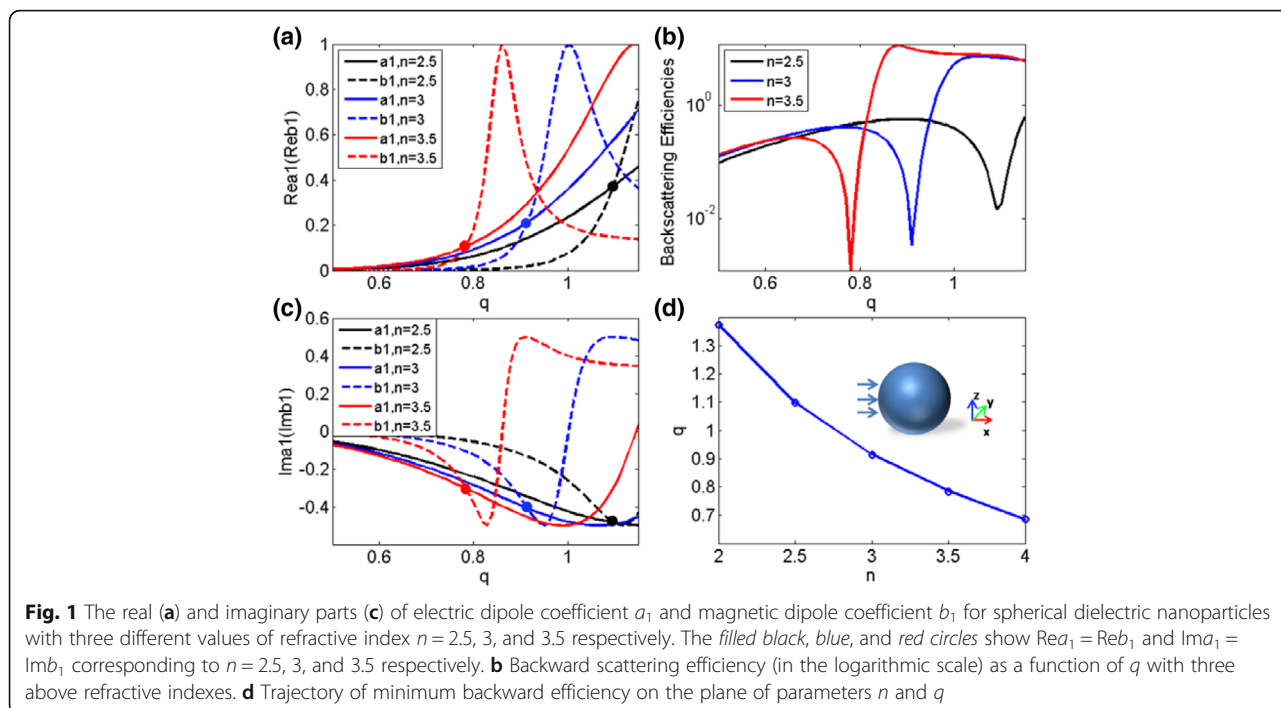 (a)
1
0.8
0.6
0.4
0.2
0
Rea1(Reb1)
a1,n=2.5
b1,n=2.5
a1,n=3
b1,n=3
a1,n=3.5
b1,n=3.5
0.6 0.8 1
q
(b)
10^0
10^-2
Backscattering Efficiencies
n=2.5
n=3
n=3.5
0.6 0.8 1
q
(c)
0.6
0.4
0.2
0
-0.2
-0.4
Ima1(Imb1)
a1,n=2.5
b1,n=2.5
a1,n=3
b1,n=3
a1,n=3.5
b1,n=3.5
0.6 0.8 1
q
(d)
1.3
1.2
1.1
1
0.9
0.8
0.7
q
z
y
x
2 2.5 3 3.5 4
n
Fig. 1 The real (a) and imaginary parts (c) of electric dipole coefficient a₁ and magnetic dipole coefficient b₁ for spherical dielectric nanoparticles
with three different values of refractive index n = 2.5, 3, and 3.5 respectively. The filled black, blue, and red circles show Rea₁ = Reb₁ and Ima₁ =
Imb₁ corresponding to n = 2.5, 3, and 3.5 respectively. b Backward scattering efficiency (in the logarithmic scale) as a function of q with three
above refractive indexes. d Trajectory of minimum backward efficiency on the plane of parameters n and q